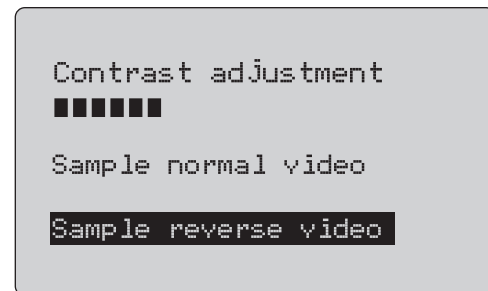 Contrast adjustment
Sample normal video
Sample reverse video